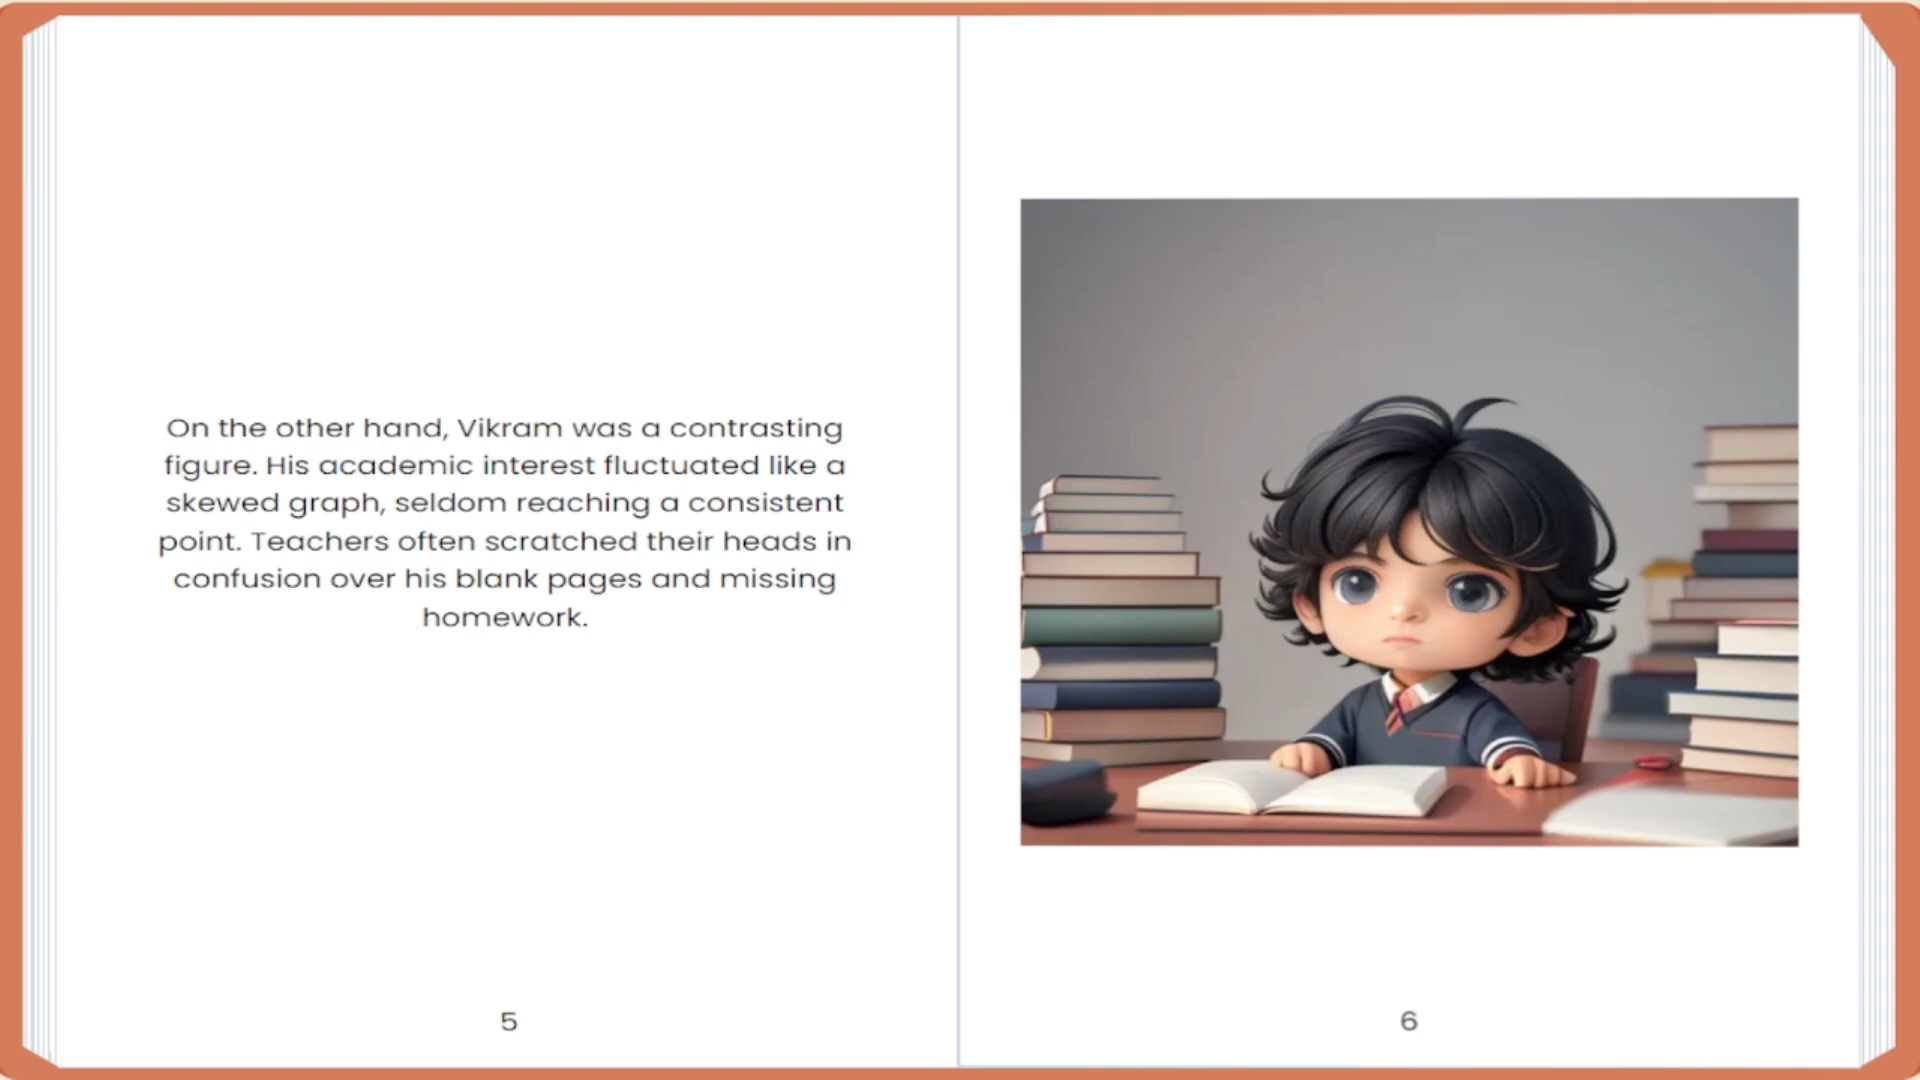 On the other hand, Vikram was a contrasting
figure. His academic interest fluctuated like a
skewed graph, seldom reaching a consistent
point. Teachers often scratched their heads in
confusion over his blank pages and missing
homework.
5
6